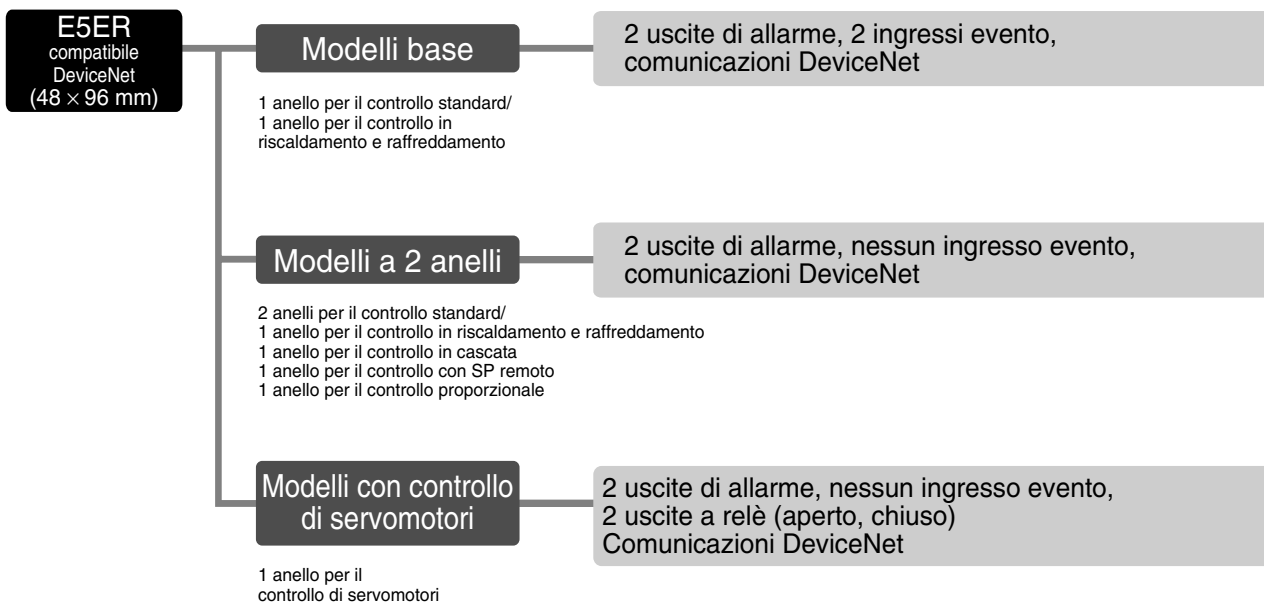 E5ER
compatibile
DeviceNet
(48 × 96 mm)
Modelli base
2 uscite di allarme, 2 ingressi evento,
comunicazioni DeviceNet
1 anello per il controllo standard/
1 anello per il controllo in
riscaldamento e raffreddamento
Modelli a 2 anelli
2 uscite di allarme, nessun ingresso evento,
comunicazioni DeviceNet
2 anelli per il controllo standard/
1 anello per il controllo in riscaldamento e raffreddamento
1 anello per il controllo in cascata
1 anello per il controllo con SP remoto
1 anello per il controllo proporzionale
Modelli con controllo
di servomotori
2 uscite di allarme, nessun ingresso evento,
2 uscite a relè (aperto, chiuso)
Comunicazioni DeviceNet
1 anello per il
controllo di servomotori